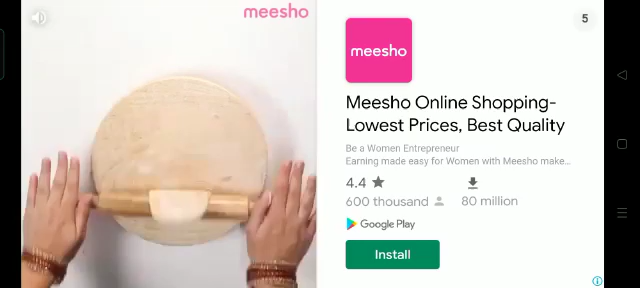 meesho
5
meesho
Meesho Online Shopping-
Lowest Prices, Best Quality
Be a Women Entrepreneur
Earning made easy for Women with Meesho make...
4.4
600 thousand
80 million
Google Play
Install